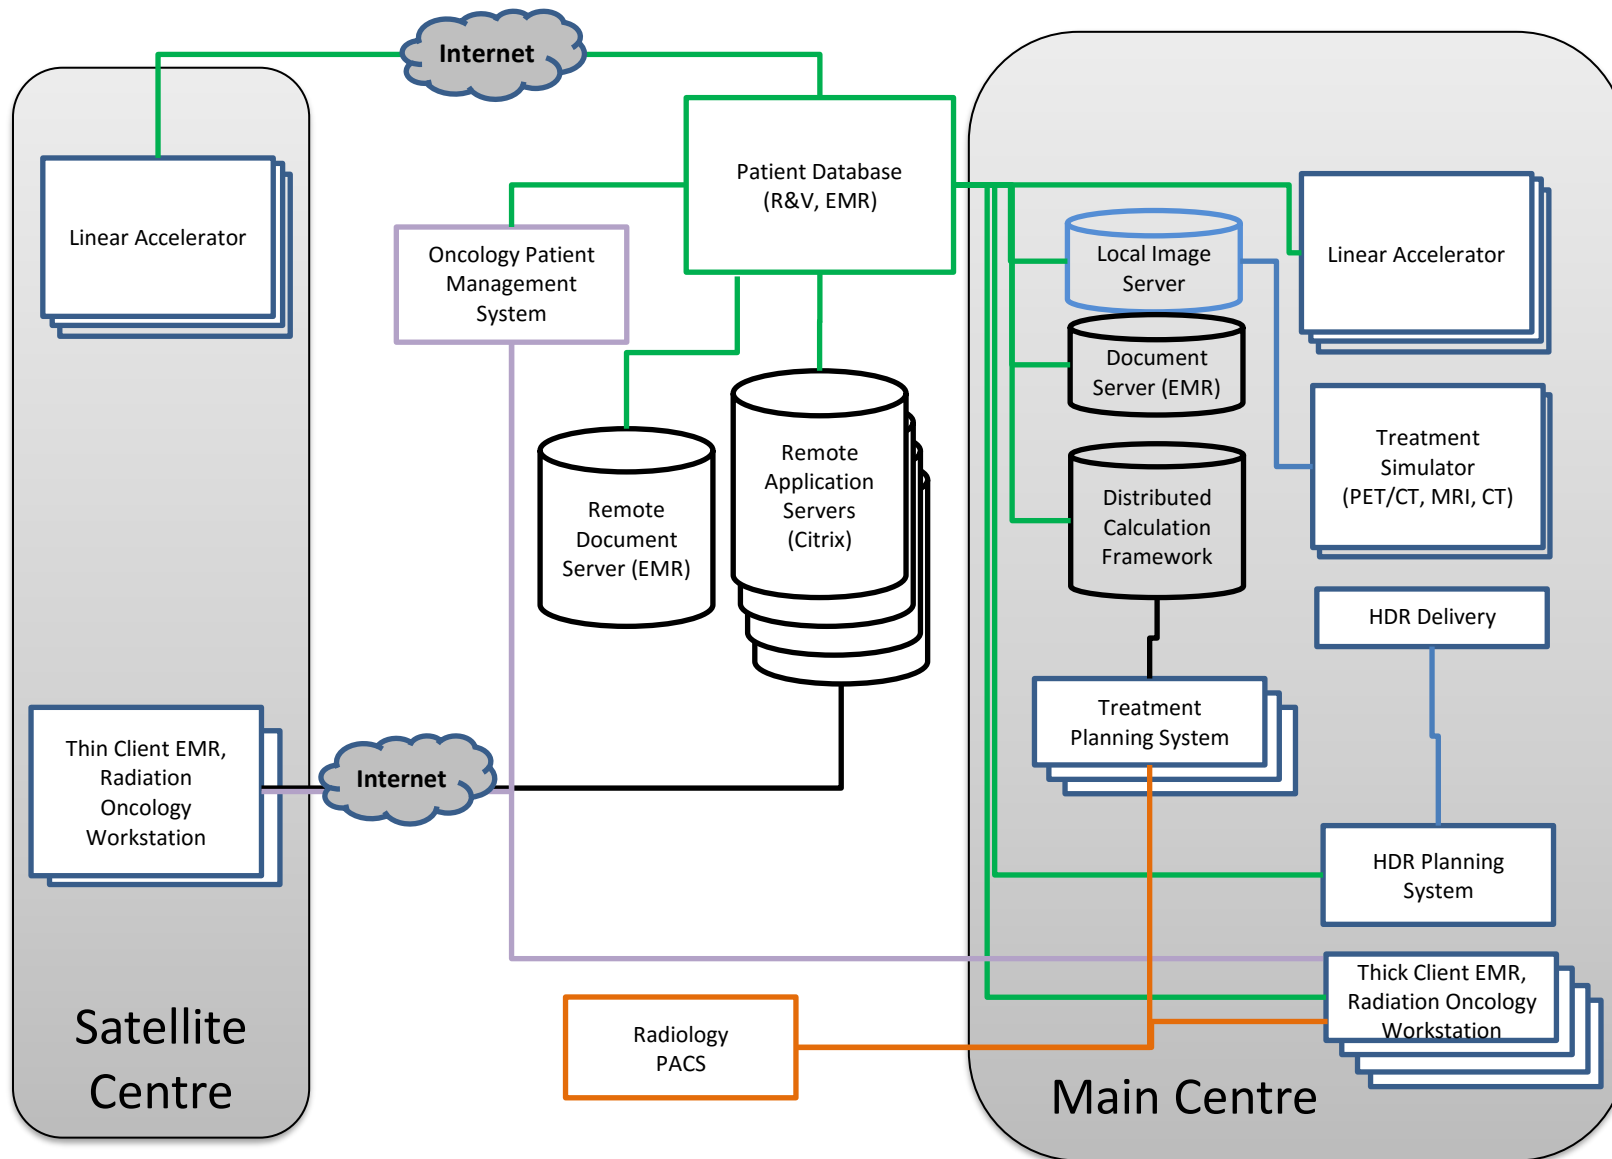 Internet
Patient Database
(R&V, EMR)
Linear Accelerator
Oncology Patient
Management
System
Local Image
Server
Linear Accelerator
Document
Server (EMR)
Treatment
Simulator
(PET/CT, MRI, CT)
Remote
Application
Servers
(Citrix)
Remote
Document
Server (EMR)
Distributed
Calculation
Framework
HDR Delivery
Treatment
Planning System
Thin Client EMR,
Radiation
Oncology
Workstation
Internet
HDR Planning
System
Thick Client EMR,
Radiation Oncology
Workstation
Radiology
PACS
Satellite
Centre
Main Centre